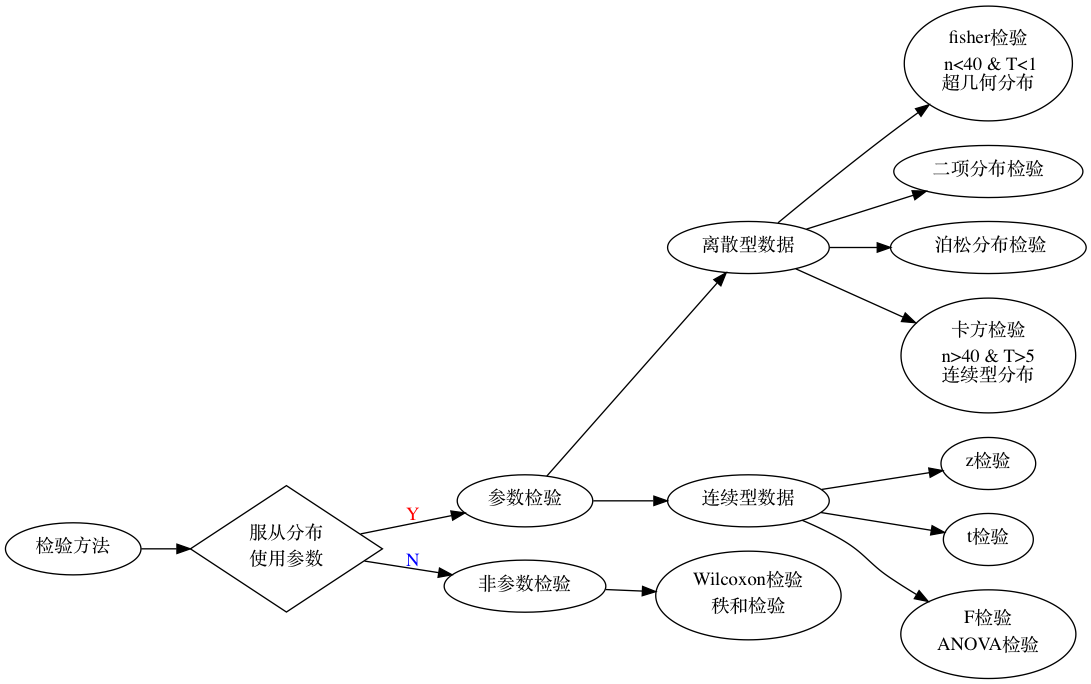 检验方法
服从分布
使用参数
Y
N
参数检验
非参数检验
离散型数据
连续型数据
Wilcoxon检验
秩和检验
fisher检验
n<40 & T<1
超几何分布
二项分布检验
泊松分布检验
卡方检验
n>40 & T>5
连续型分布
z检验
t检验
F检验
ANOVA检验